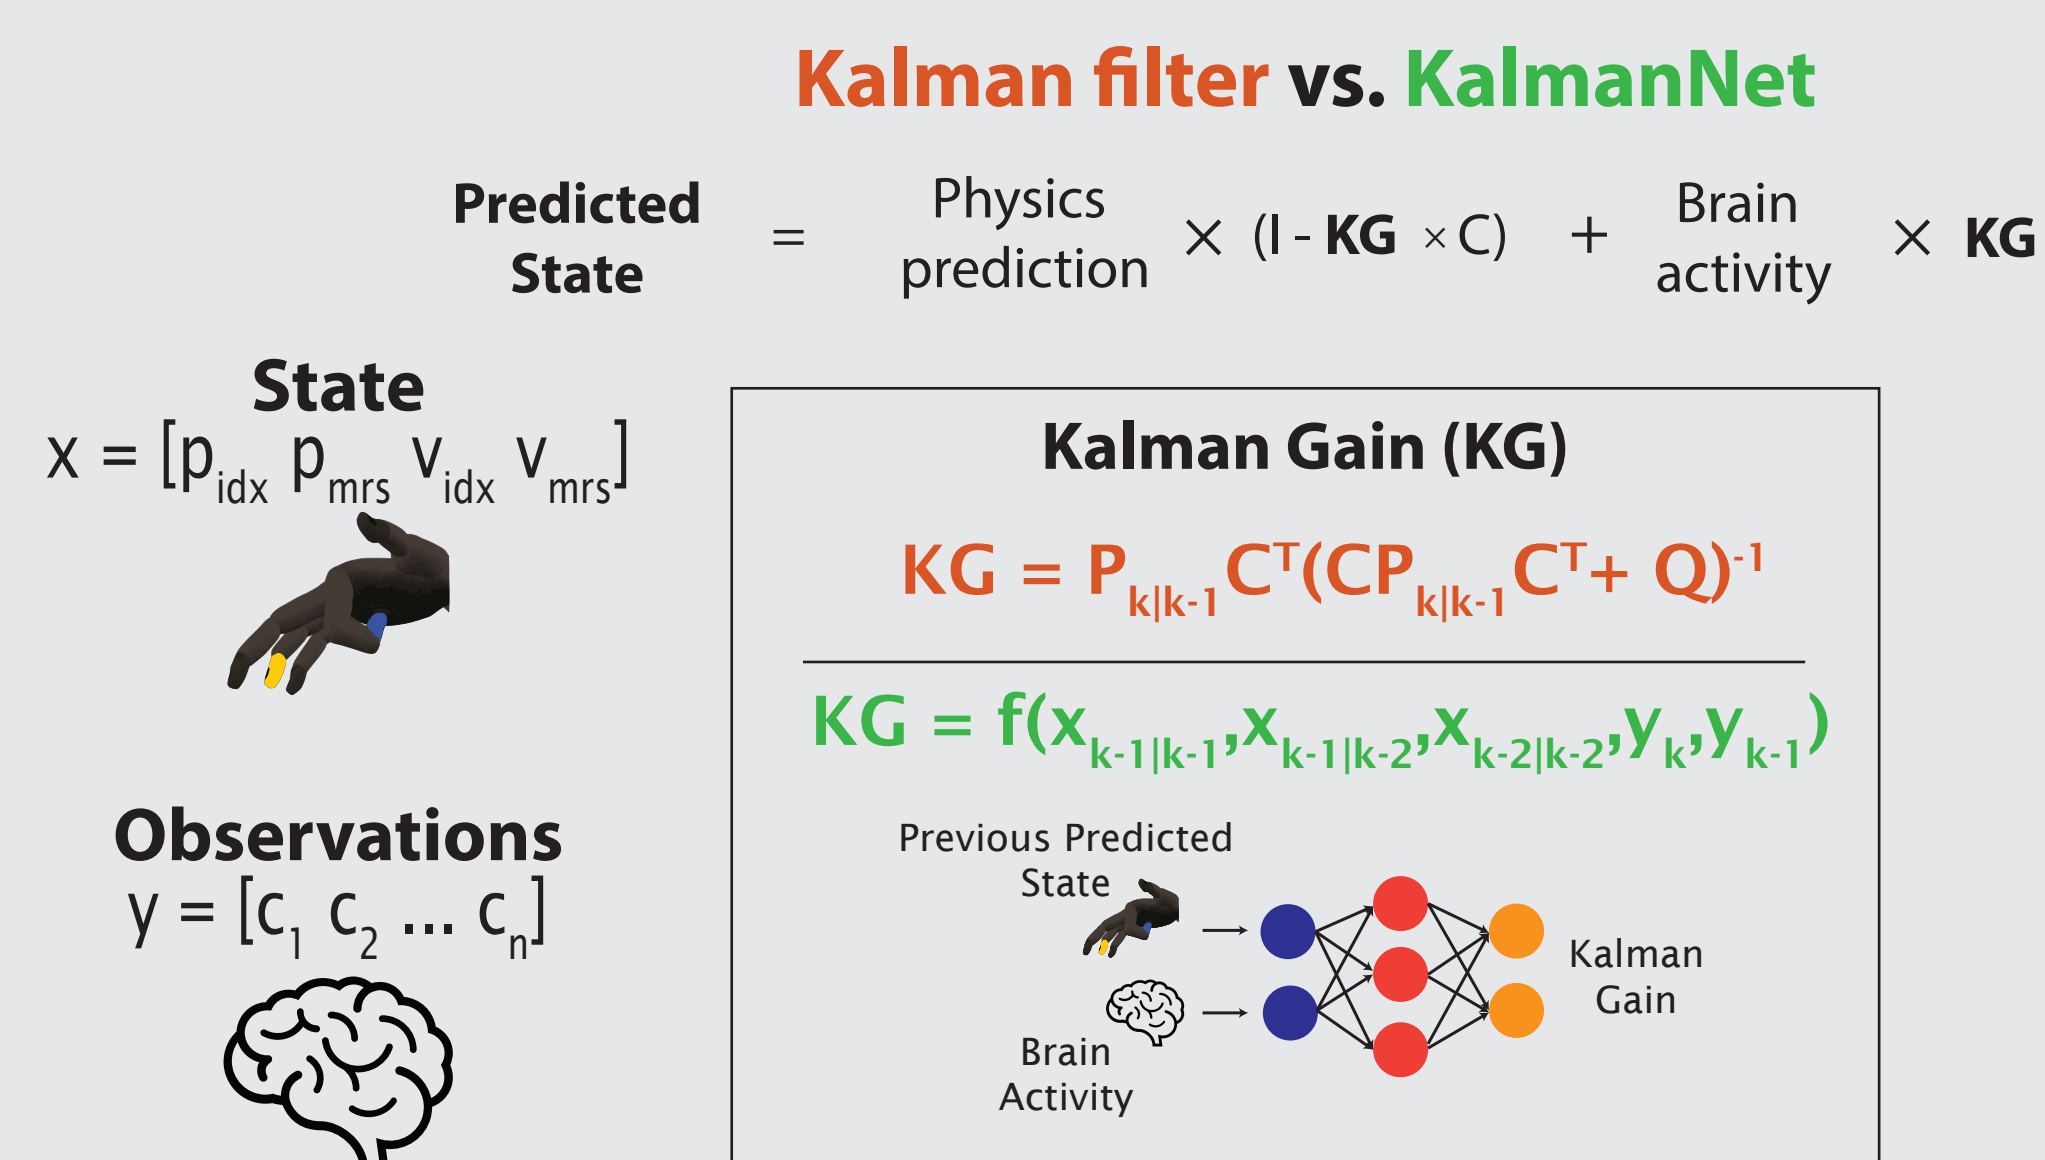 Kalman filter vs. KalmanNet
Predicted State = Physics prediction × (I - KG × C) + Brain activity × KG
State
x = [p_idx p_mrs v_idx v_mrs]
Observations
y = [c_1 c_2 ... c_n]
Kalman Gain (KG)
KG = P_k|k-1 C^T(CP_k|k-1 C^T+ Q)^-1
KG = f(x_k-1|k-1,x_k-1|k-2,x_k-2|k-2,y_k,y_k-1)
Previous Predicted
State
Brain
Activity
Kalman
Gain